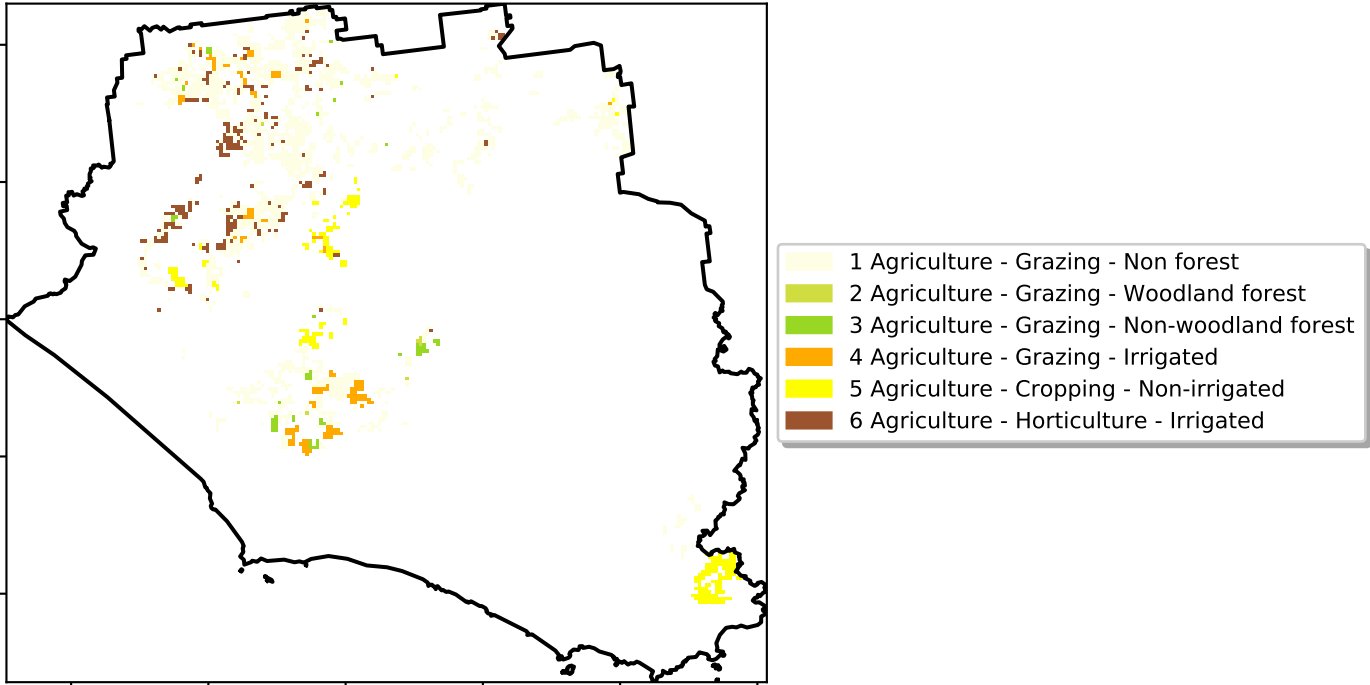 1 Agriculture - Grazing - Non forest
2 Agriculture - Grazing - Woodland forest
3 Agriculture - Grazing - Non-woodland forest
4 Agriculture - Grazing - Irrigated
5 Agriculture - Cropping - Non-irrigated
6 Agriculture - Horticulture - Irrigated